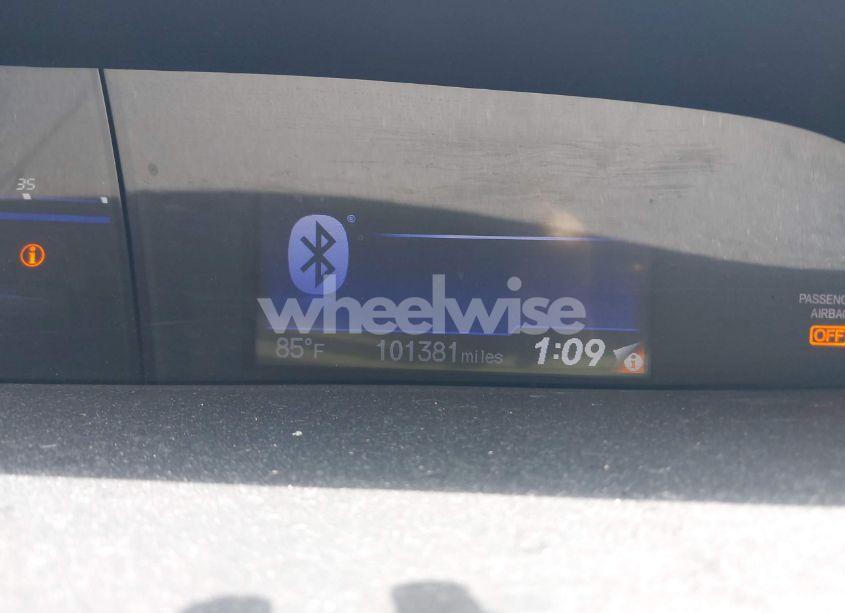 35
wheelwise
85°F 101381 miles 1:09
PASSENG
AIRBAG
OFF